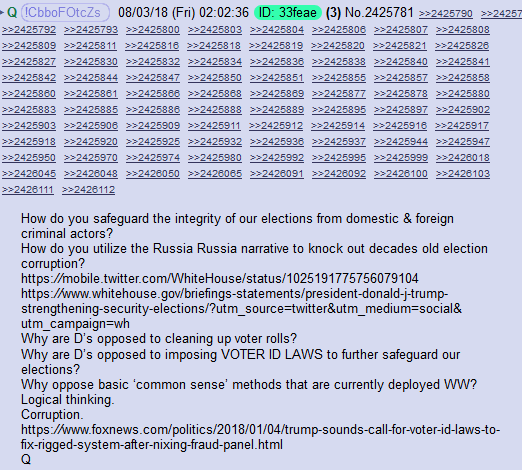 Q !CbboFOtcZs 08/03/18 (Fri) 02:02:36 ID: 33feae (3) No.2425781 >>2425790 >>24257
>>2425792 >>2425793 >>2425800 >>2425803 >>2425804 >>2425806 >>2425807 >>2425808
>>2425809 >>2425811 >>2425816 >>2425818 >>2425819 >>2425820 >>2425821 >>2425826
>>2425827 >>2425830 >>2425832 >>2425834 >>2425836 >>2425838 >>2425840 >>2425841
>>2425842 >>2425844 >>2425847 >>2425850 >>2425851 >>2425855 >>2425857 >>2425858
>>2425860 >>2425861 >>2425866 >>2425868 >>2425869 >>2425877 >>2425878 >>2425880
>>2425883 >>2425885 >>2425886 >>2425888 >>2425889 >>2425895 >>2425897 >>2425902
>>2425903 >>2425906 >>2425909 >>2425911 >>2425912 >>2425914 >>2425916 >>2425917
>>2425918 >>2425920 >>2425925 >>2425932 >>2425936 >>2425937 >>2425944 >>2425947
>>2425950 >>2425970 >>2425974 >>2425980 >>2425992 >>2425995 >>2425999 >>2426018
>>2426045 >>2426048 >>2426050 >>2426065 >>2426091 >>2426092 >>2426100 >>2426103
>>2426111 >>2426112
How do you safeguard the integrity of our elections from domestic & foreign
criminal actors?
How do you utilize the Russia Russia narrative to knock out decades old election
corruption?
https://mobile.twitter.com/WhiteHouse/status/1025191775756079104
https://www.whitehouse.gov/briefings-statements/president-donald-j-trump-
strengthening-security-elections/?utm_source=twitter&utm_medium=social&
utm_campaign=wh
Why are D's opposed to cleaning up voter rolls?
Why are D's opposed to imposing VOTER ID LAWS to further safeguard our
elections?
Why oppose basic 'common sense' methods that are currently deployed WW?
Logical thinking.
Corruption.
https://www.foxnews.com/politics/2018/01/04/trump-sounds-call-for-voter-id-laws-to-
fix-rigged-system-after-nixing-fraud-panel.html
Q